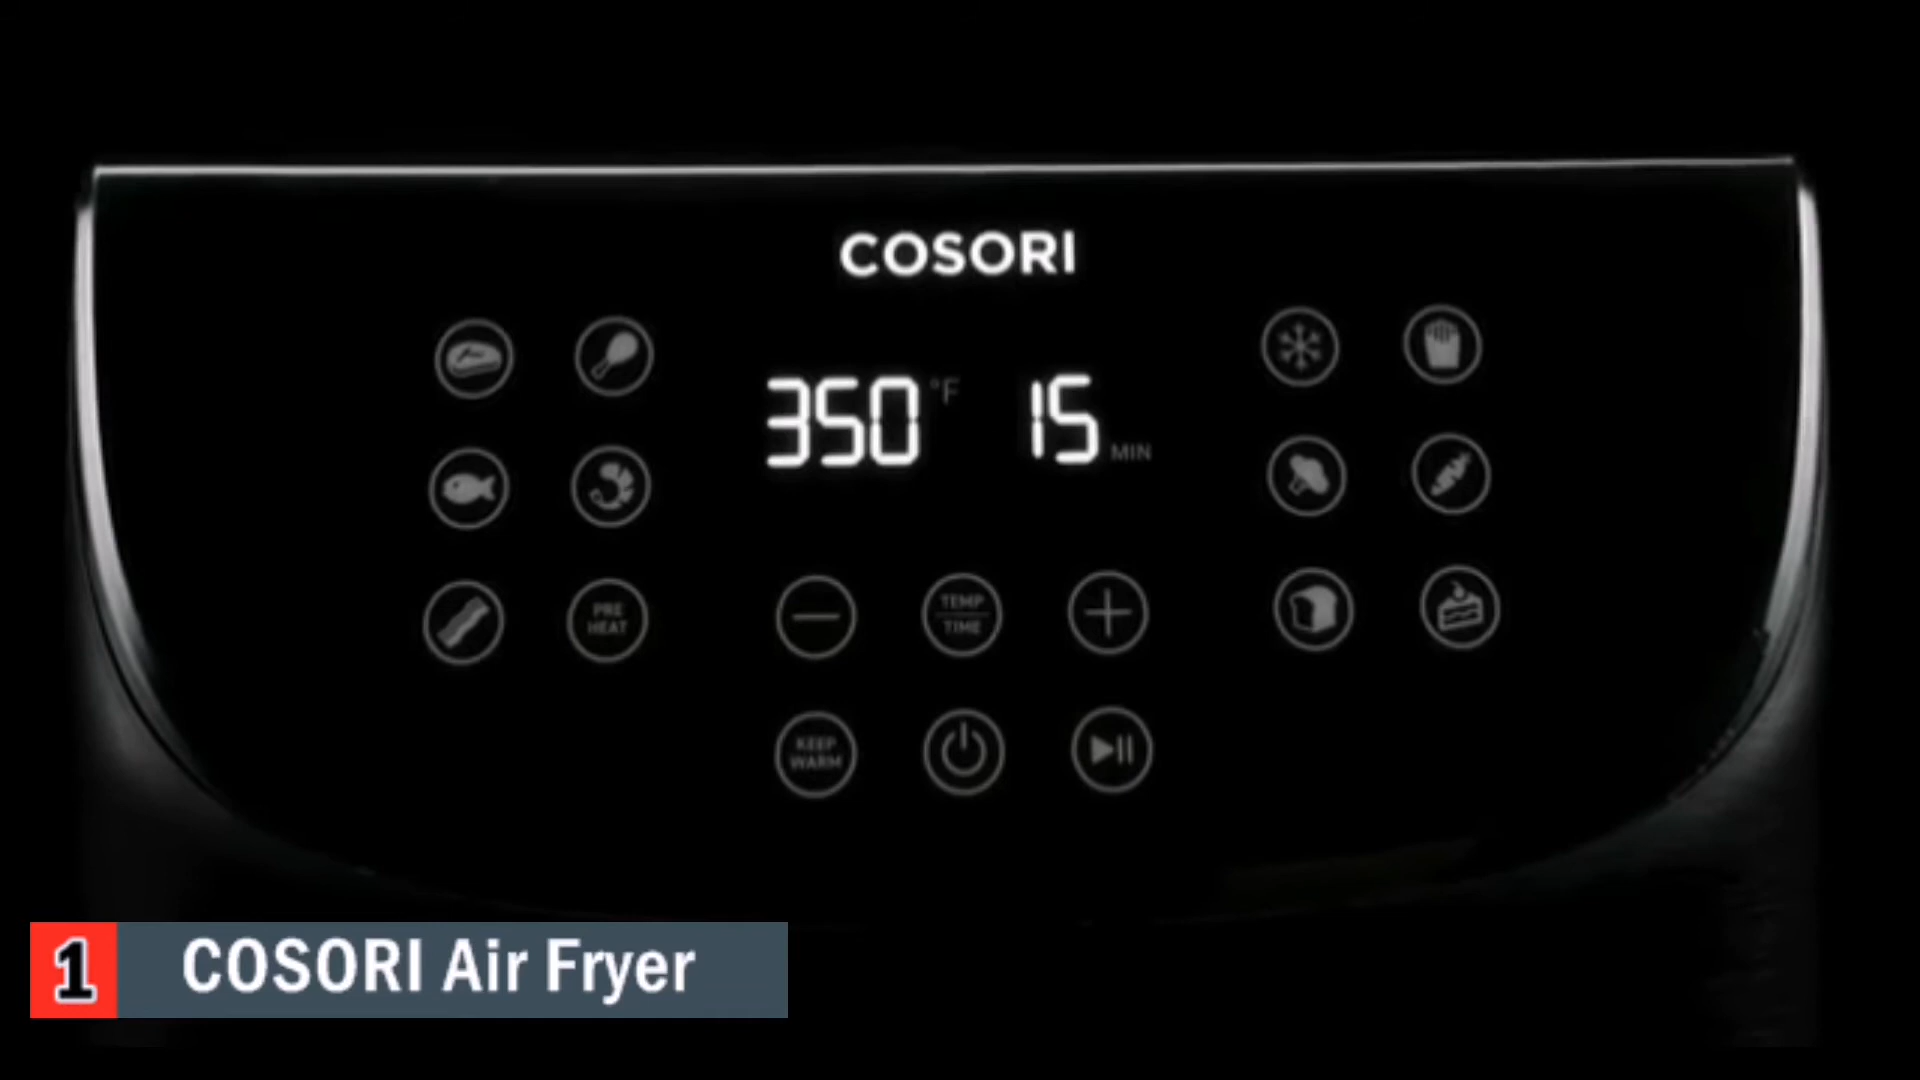 COSORI
350 °F 15 MIN
PRE
HEAT
TEMP
TIME
KEEP
WARM
1 COSORI Air Fryer